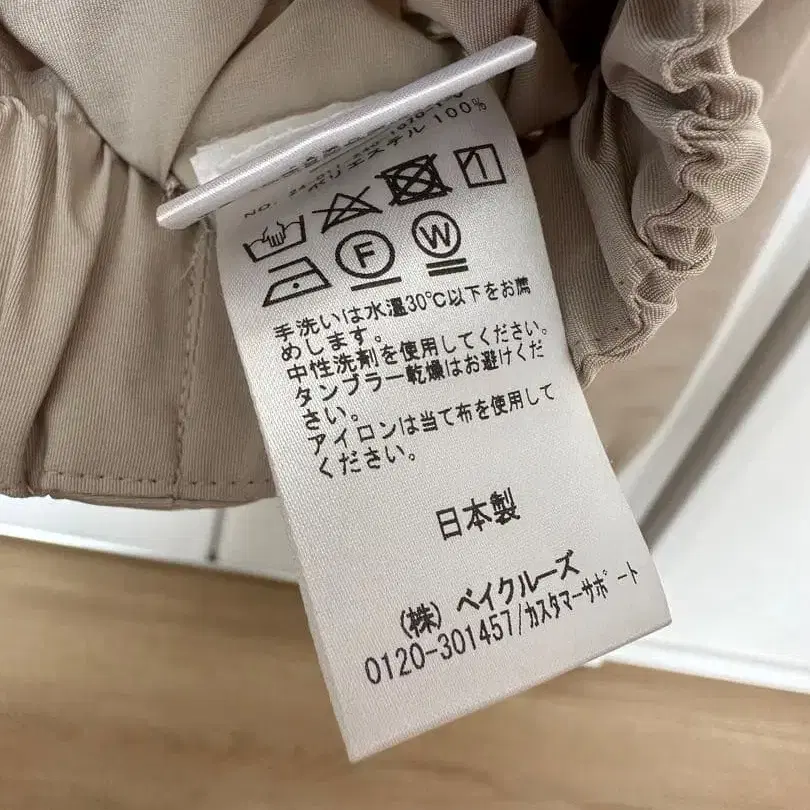 ポリエステル 100%
F
W
手洗いは水温30℃以下をお薦
めします。
中性洗剤を使用してください。
タンブラー乾燥はお避けくだ
さい。
アイロンは当て布を使用して
ください。
日本製
(株) ベイクルーズ
0120-301457/カスタマーサポート